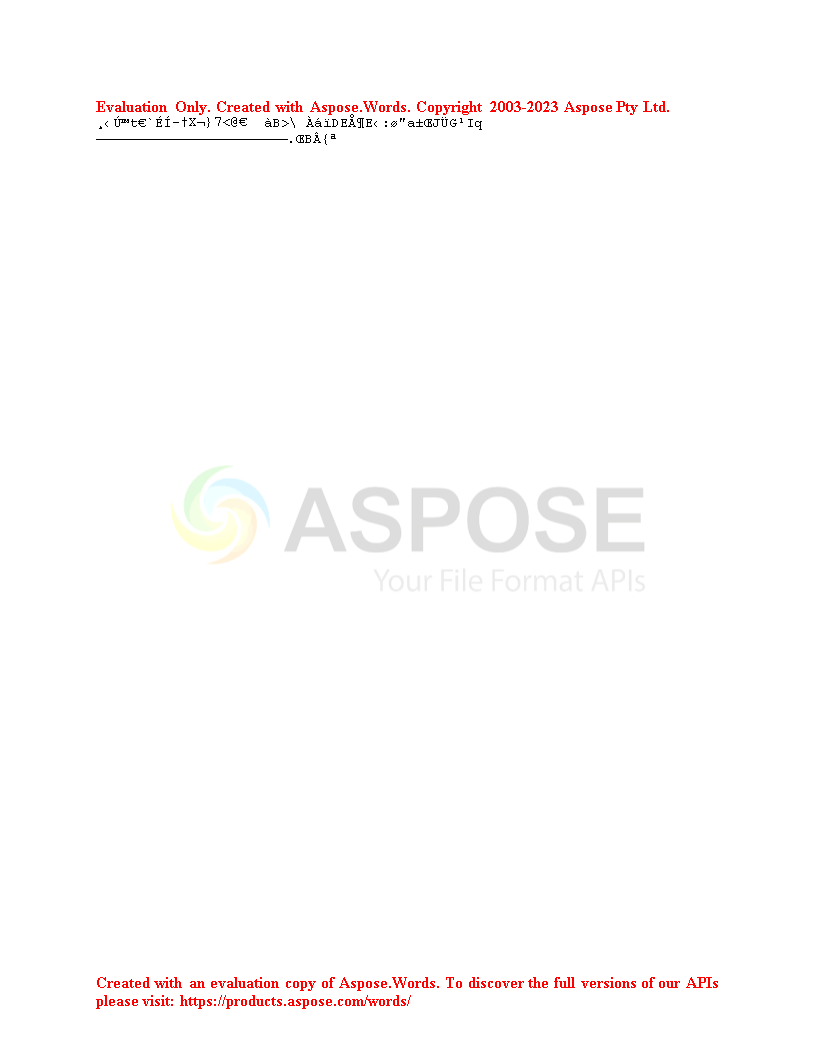 Evaluation Only. Created with Aspose.Words. Copyright 2003-2023 Aspose Pty Ltd.
¸‹Ú™t€`ÉÍ–†X¬}7<@€  àB>\ ÀáïDEÅ¶E‹:ø"a±ŒJÜG¹Iq
————————————————————————.ŒBÂ{ª
ASPOSE
Your File Format APIs
Created with an evaluation copy of Aspose.Words. To discover the full versions of our APIs
please visit: https://products.aspose.com/words/